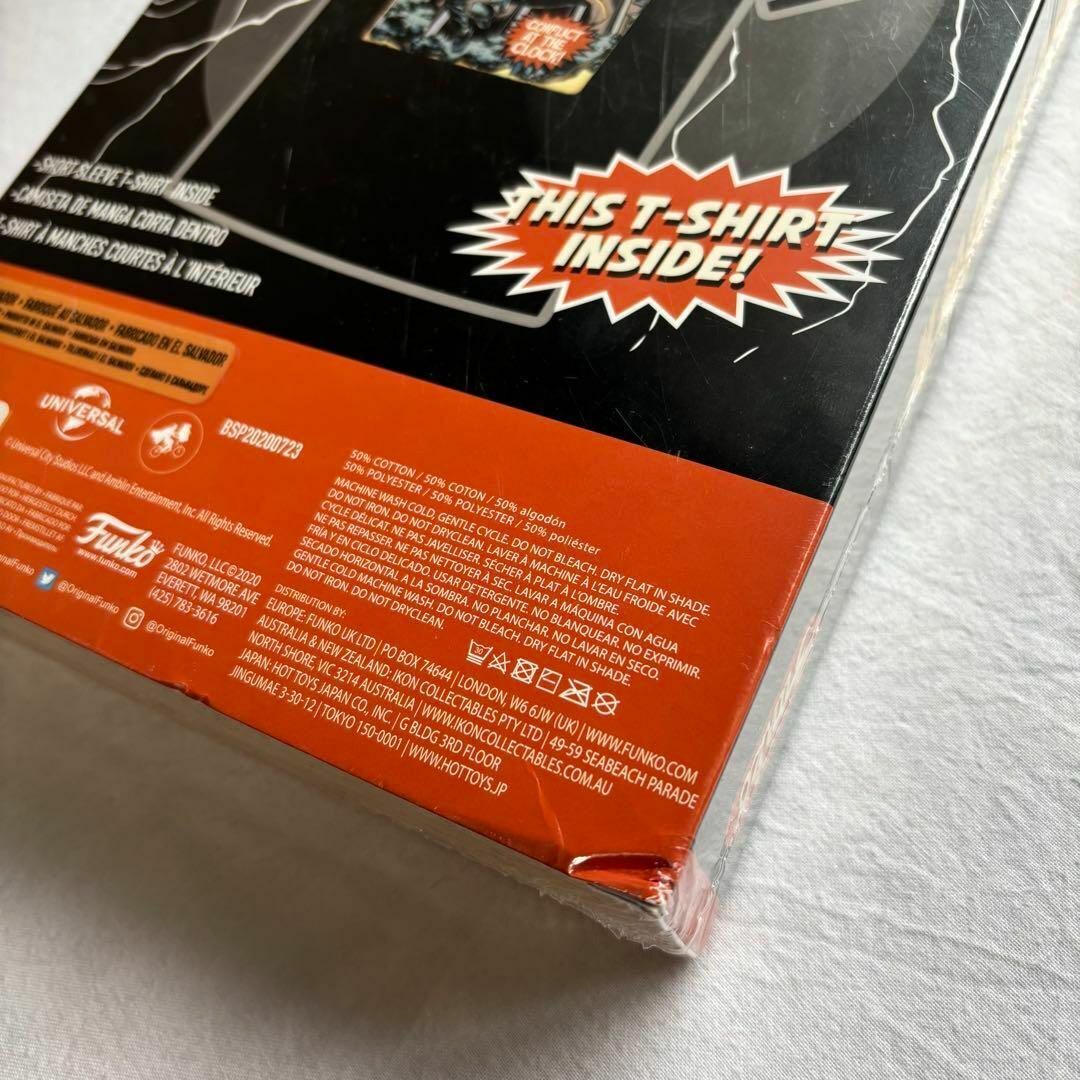 CONFLICT
AT THE
CLOCK!
-SHORT SLEEVE T-SHIRT INSIDE
-CAMISETA DE MANGA CORTA DENTRO
T-SHIRT À MANCHES COURTES À L'INTÉRIEUR
THIS T-SHIRT
INSIDE!
FABRIQUÉ AU SALVADOR • FABRICADO EN EL SALVADOR
UNIVERSAL
BSP20200723
© Universal City Studios LLC and Amblin Entertainment, Inc. All Rights Reserved.
Funko
www.funko.com
FUNKO, LLC © 2020
2802 WETMORE AVE
EVERETT, WA 98201
(425) 783-3616
@OriginalFunko
@OriginalFunko
50% COTTON / 50% COTON / 50% algodón
50% POLYESTER / 50% POLYESTER / 50% poliéster
MACHINE WASH COLD, GENTLE CYCLE. DO NOT BLEACH. DRY FLAT IN SHADE.
DO NOT IRON. DO NOT DRYCLEAN. LAVER À MACHINE À L'EAU FROIDE AVEC
CYCLE DÉLICAT. NE PAS JAVELLISER. SÉCHER À PLAT À L'OMBRE.
NE PAS REPASSER. NE PAS NETTOYER À SEC. LAVAR A MÁQUINA CON AGUA
FRÍA Y EN CICLO DELICADO. USAR DETERGENTE. NO BLANQUEAR. NO EXPRIMIR.
SECADO HORIZONTAL A LA SOMBRA. NO PLANCHAR. NO LAVAR EN SECO.
GENTLE COLD MACHINE WASH. DO NOT BLEACH. DRY FLAT IN SHADE.
DO NOT IRON. DO NOT DRYCLEAN.
30
DISTRIBUTION BY:
EUROPE: FUNKO UK LTD | PO BOX 74644 | LONDON, W6 6JW (UK) | WWW.FUNKO.COM
AUSTRALIA & NEW ZEALAND: IKON COLLECTABLES PTY LTD | 49-59 SEABEACH PARADE
NORTH SHORE, VIC 3214 AUSTRALIA | WWW.IKONCOLLECTABLES.COM.AU
JAPAN: HOT TOYS JAPAN CO., INC. | G BLDG 3RD FLOOR
JINGUMAE 3-30-12 | TOKYO 150-0001 | WWW.HOTTOYS.JP